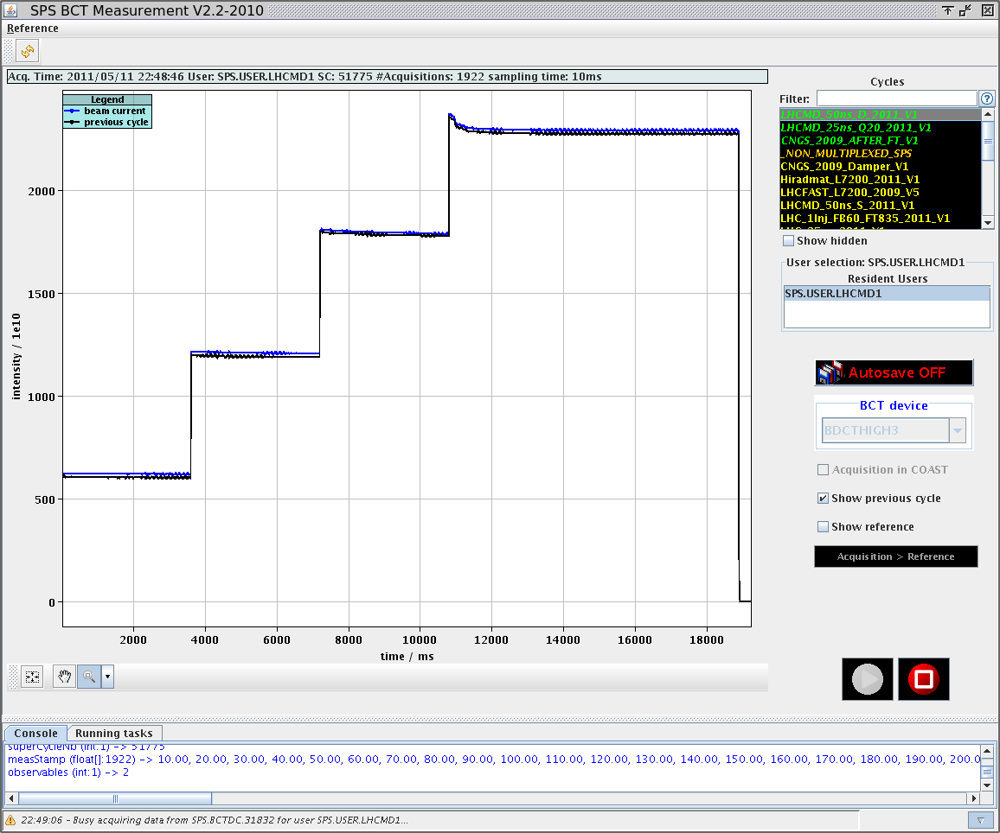 SPS BCT Measurement V2.2-2010
Reference
Acq. Time: 2011/05/11 22:48:46 User: SPS.USER.LHCMD1 SC: 51775 #Acquisitions: 1922 sampling time: 10ms
Legend
beam current
previous cycle
intensity / 1e10
2000
1500
1000
500
0
2000 4000 6000 8000 10000 12000 14000 16000 18000
time / ms
Cycles
Filter:
?
LHCMD_50ns_D_2011_V1
LHCMD_25ns_Q20_2011_V1
CNGS_2009_AFTER_FT_V1
_NON_MULTIPLEXED_SPS
CNGS_2009_Damper_V1
Hiradmat_L7200_2011_V1
LHCFAST_L7200_2009_V5
LHCMD_50ns_S_2011_V1
LHC_1Inj_FB60_FT835_2011_V1
Show hidden
User selection: SPS.USER.LHCMD1
Resident Users
SPS.USER.LHCMD1
Autosave OFF
BCT device
BDCTHIGH3
Acquisition in COAST
Show previous cycle
Show reference
Acquisition > Reference
Console Running tasks
superCycleNb (int:1) -> 51775
measStamp (float[]:1922) -> 10.00, 20.00, 30.00, 40.00, 50.00, 60.00, 70.00, 80.00, 90.00, 100.00, 110.00, 120.00, 130.00, 140.00, 150.00, 160.00, 170.00, 180.00, 190.00, 200.0
observables (int:1) -> 2
22:49:06 - Busy acquiring data from SPS.BCTDC.31832 for user SPS.USER.LHCMD1...